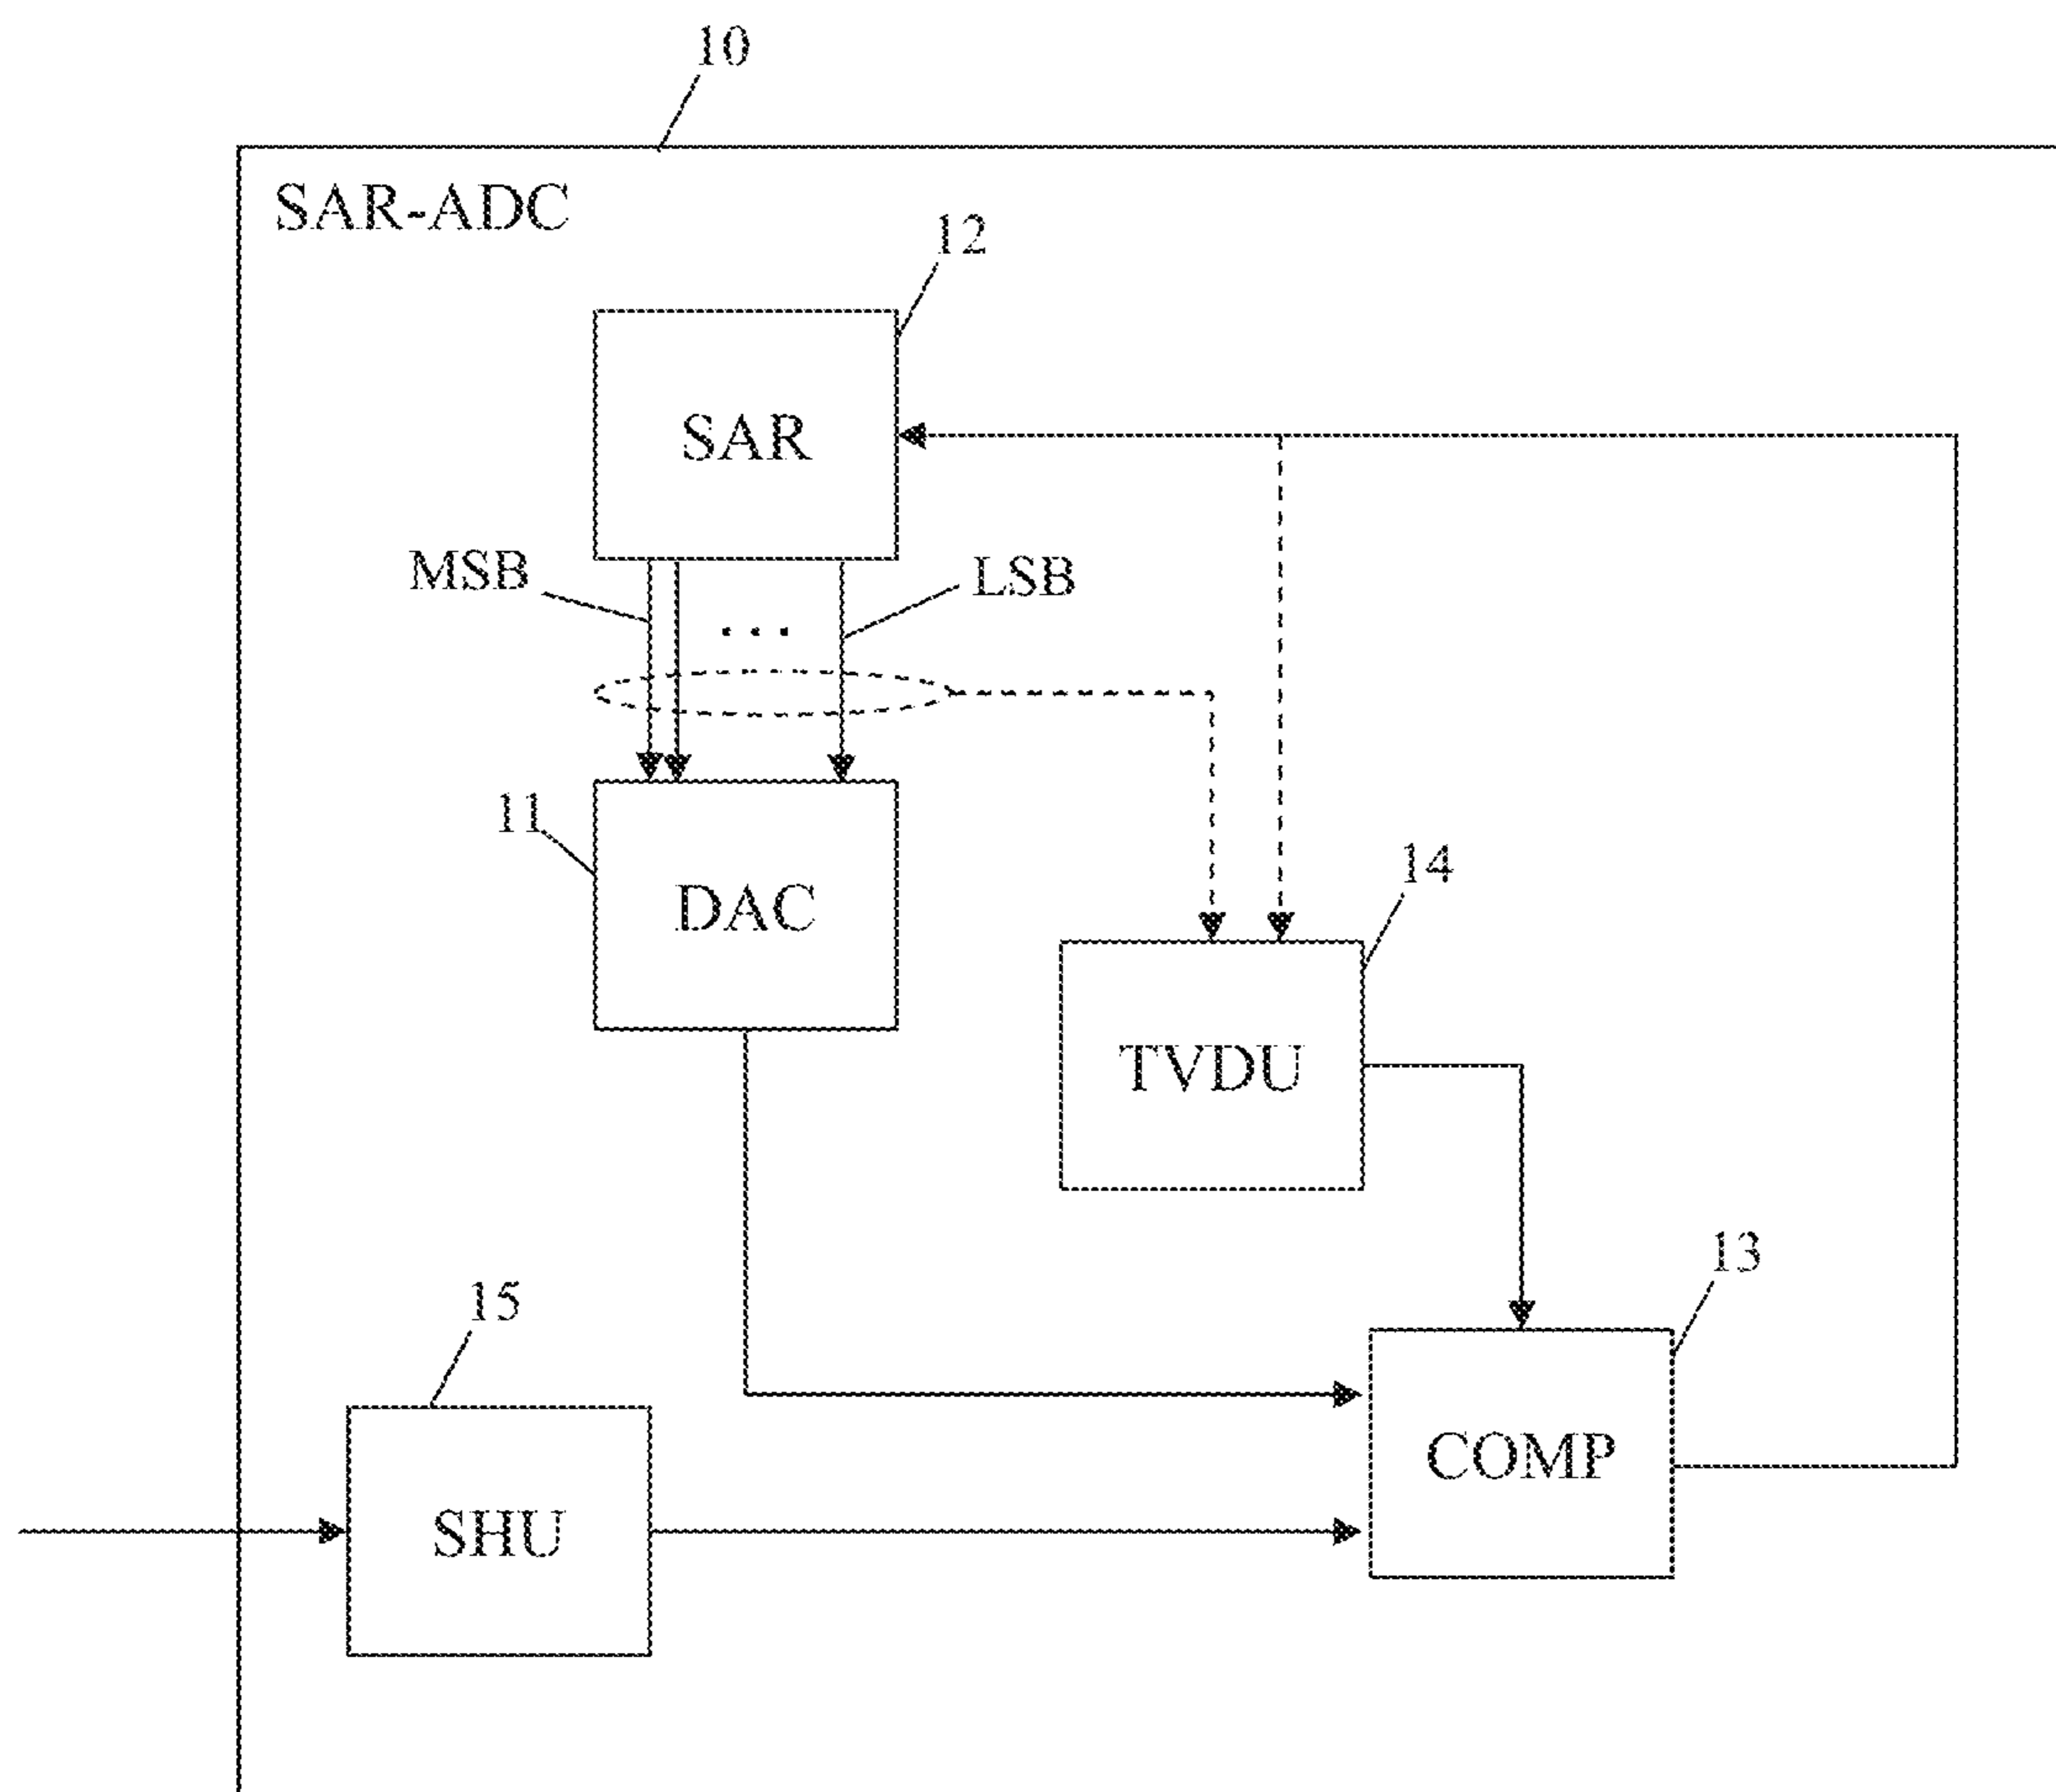 10
SAR-ADC
12
SAR
MSB
LSB
...
11
DAC
14
TVDU
13
15
COMP
SHU